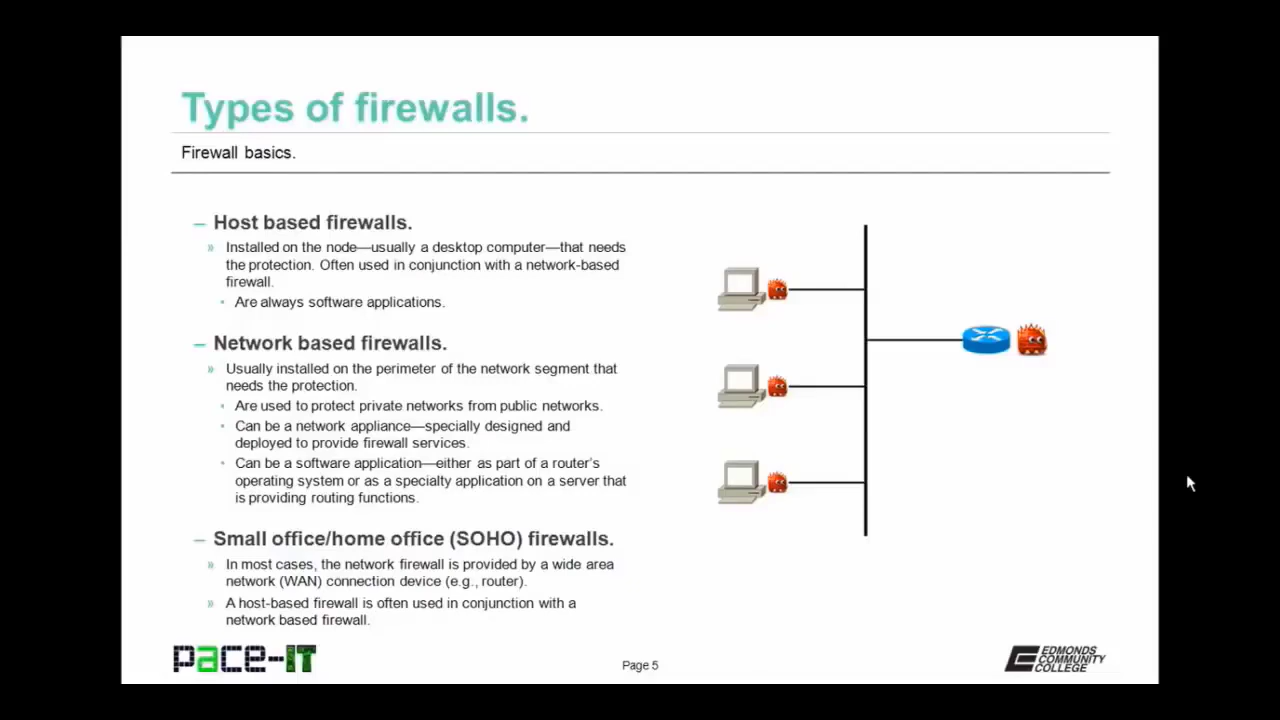 Types of firewalls.
Firewall basics.
– Host based firewalls.
» Installed on the node—usually a desktop computer—that needs
the protection. Often used in conjunction with a network-based
firewall.
• Are always software applications.
– Network based firewalls.
» Usually installed on the perimeter of the network segment that
needs the protection.
• Are used to protect private networks from public networks.
• Can be a network appliance—specially designed and
deployed to provide firewall services.
• Can be a software application—either as part of a router's
operating system or as a specialty application on a server that
is providing routing functions.
– Small office/home office (SOHO) firewalls.
» In most cases, the network firewall is provided by a wide area
network (WAN) connection device (e.g., router).
» A host-based firewall is often used in conjunction with a
network based firewall.
pace-IT
Page 5
EDMONDS
COMMUNITY
COLLEGE